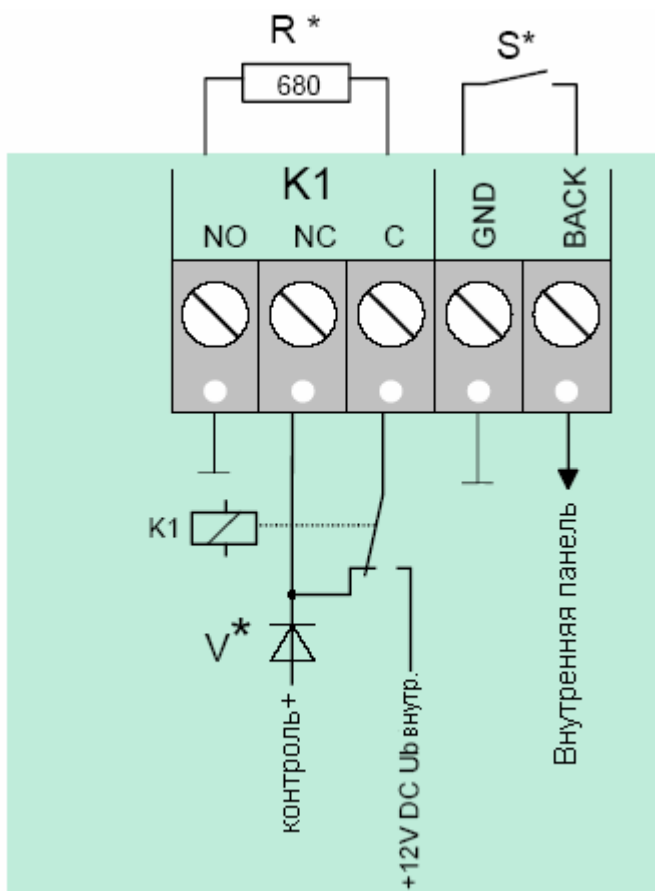 R *
S*
680
K1
NO NC C
GND
BACK
K1
V*
контроль+
+12V DC Ub внутр.
Внутренняя панель